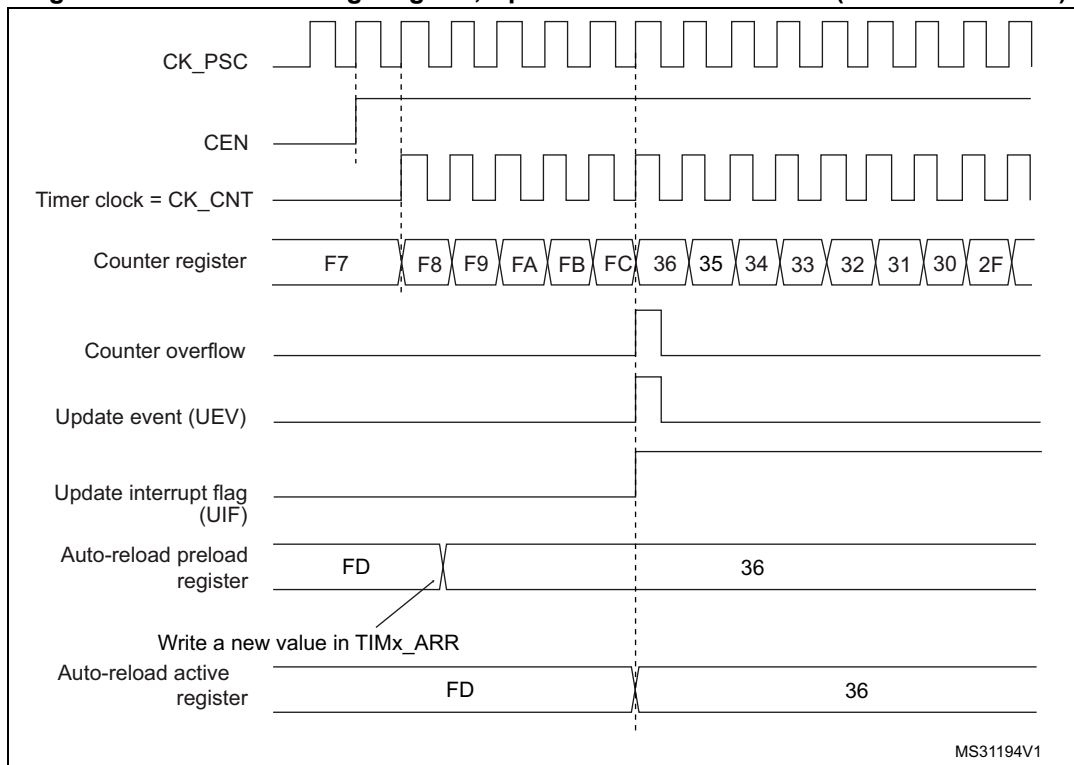 CK_PSC
CEN
Timer clock = CK_CNT
Counter register F7 F8 F9 FA FB FC 36 35 34 33 32 31 30 2F
Counter overflow
Update event (UEV)
Update interrupt flag
(UIF)
Auto-reload preload
register
FD 36
Write a new value in TIMx_ARR
Auto-reload active
register
FD 36
MS31194V1